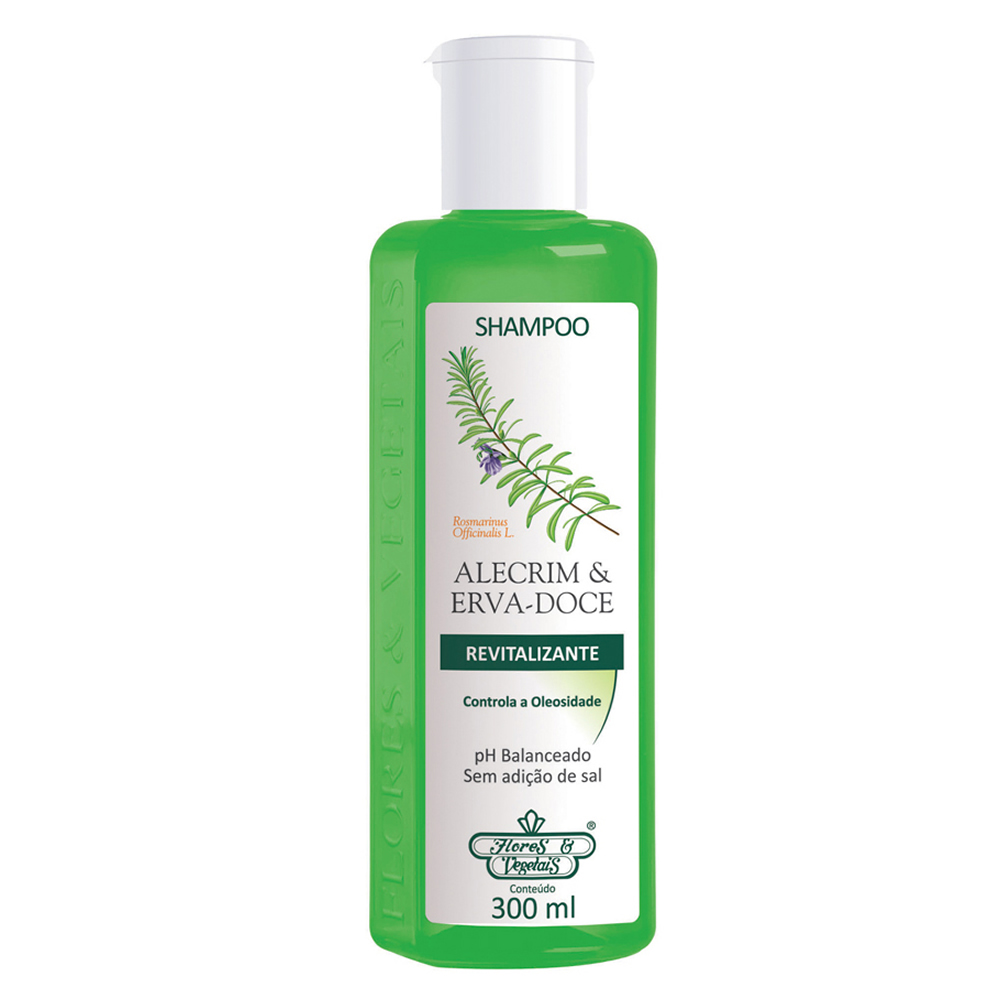 SHAMPOO
Rosmarinus
Officinalis L.
ALECRIM &
ERVA-DOCE
REVITALIZANTE
Controla a Oleosidade
pH Balanceado
Sem adição de sal
Flores &
Vegetais
®
Conteúdo
300 ml
FLORES & VEGETAIS